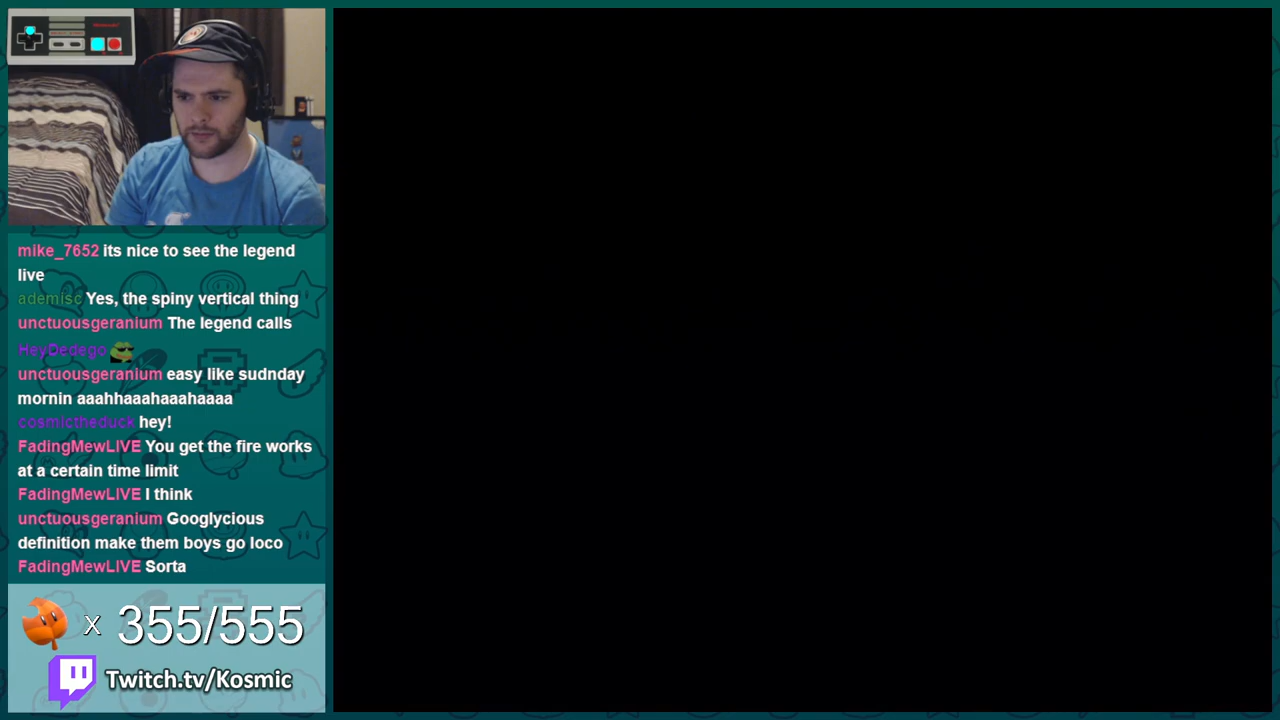 mike_7652 its nice to see the legend
live
ademisc Yes, the spiny vertical thing
unctuousgeranium The legend calls
HeyDedego
unctuousgeranium easy like sudnday
mornin aaahhaaahaaahaaaa
cosmictheduck hey!
FadingMewLIVE You get the fire works
at a certain time limit
FadingMewLIVE I think
unctuousgeranium Googlycious
definition make them boys go loco
FadingMewLIVE Sorta
x 355/555
Twitch.tv/Kosmic